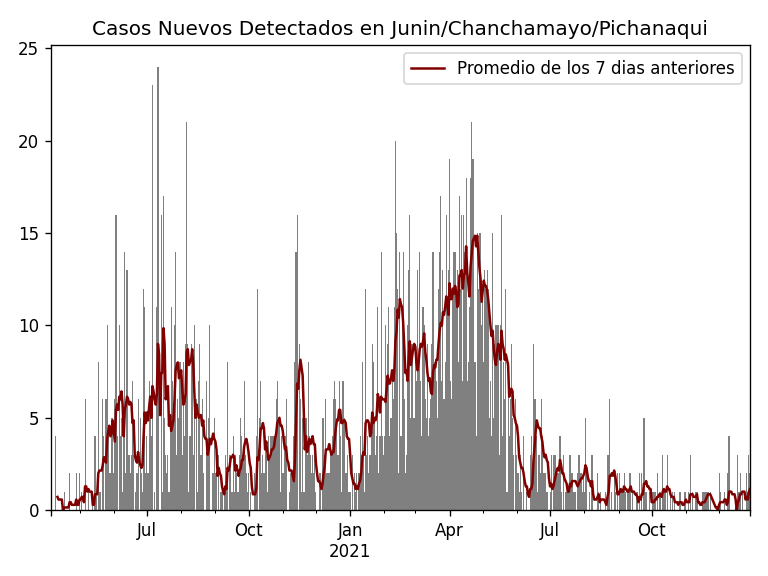 Casos Nuevos Detectados en Junin/Chanchamayo/Pichanaqui
Promedio de los 7 dias anteriores
25
20
15
10
5
0
Jul
Oct
Jan
2021
Apr
Jul
Oct